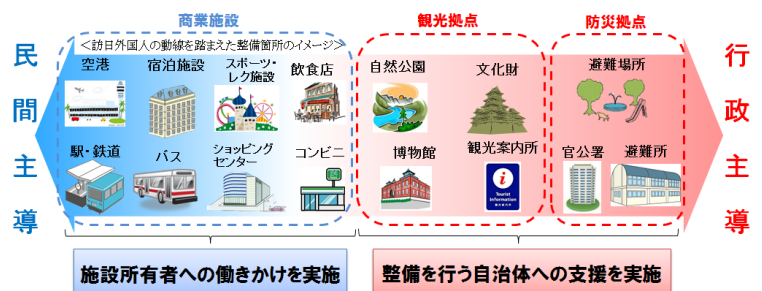 商業施設
観光拠点
防災拠点
民間主導
行政主導
＜訪日外国人の動線を踏まえた整備箇所のイメージ＞
空港
宿泊施設
スポーツ・
レク施設
飲食店
駅・鉄道
バス
ショッピング
センター
コンビニ
自然公園
文化財
博物館
観光案内所
i
Tourist
Information
避難場所
官公署
避難所
施設所有者への働きかけを実施
整備を行う自治体への支援を実施